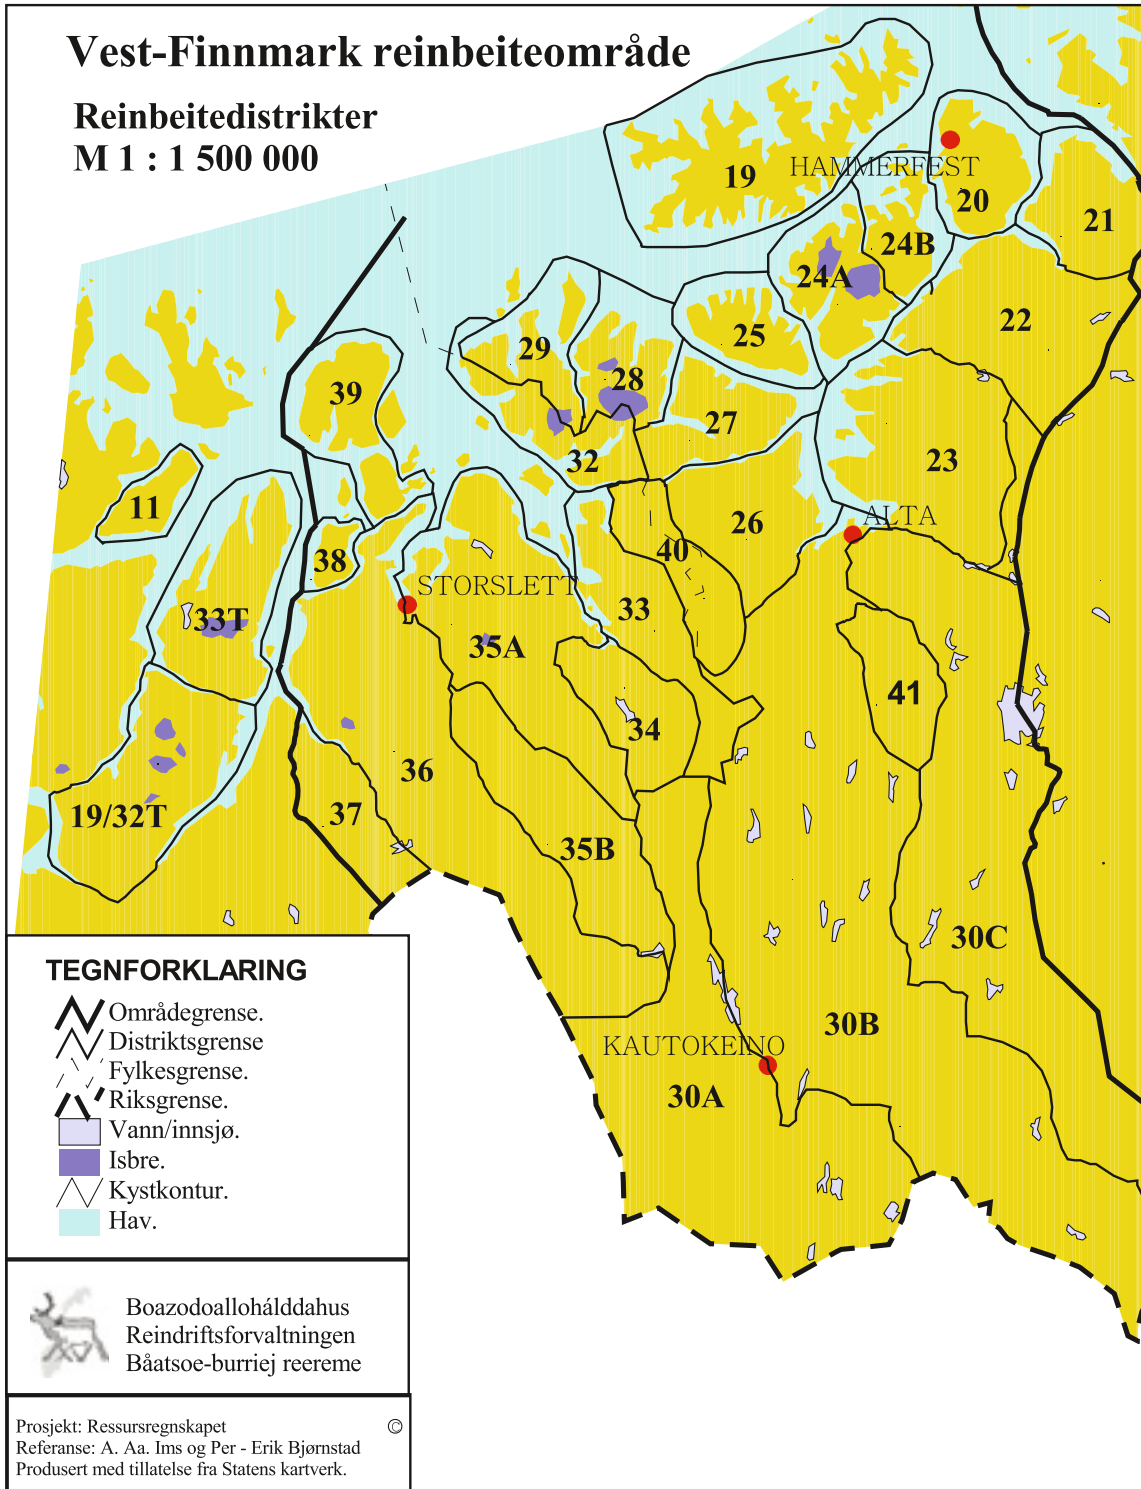 Vest-Finnmark reinbeiteområde
Reinbeitedistrikter
M 1 : 1 500 000
HAMMERFEST
19
20
21
24B
24A
22
25
29
28
39
27
32
23
11
26
ALTA
40
38
STORSLETT
33T
33
35A
41
34
36
37
19/32T
35B
30C
30B
KAUTOKEINO
30A
TEGNFORKLARING
Områdegrense.
Distriktsgrense
Fylkesgrense.
Riksgrense.
Vann/innsjø.
Isbre.
Kystkontur.
Hav.
Boazodoallohálddahus
Reindriftsforvaltningen
Båatsoe-burriej reereme
Prosjekt: Ressursregnskapet ©
Referanse: A. Aa. Ims og Per - Erik Bjørnstad
Produsert med tillatelse fra Statens kartverk.